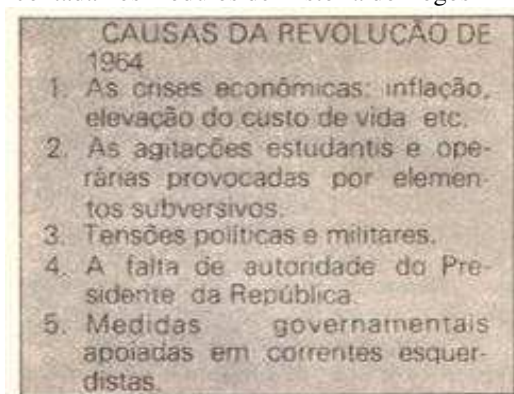 CAUSAS DA REVOLUÇÃO DE
1964
1. As crises econômicas: inflação,
elevação do custo de vida etc.
2. As agitações estudantis e ope-
rárias provocadas por elemen-
tos subversivos.
3. Tensões políticas e militares.
4. A falta de autoridade do Pre-
sidente da República.
5. Medidas governamentais
apoiadas em correntes esquer-
distas.